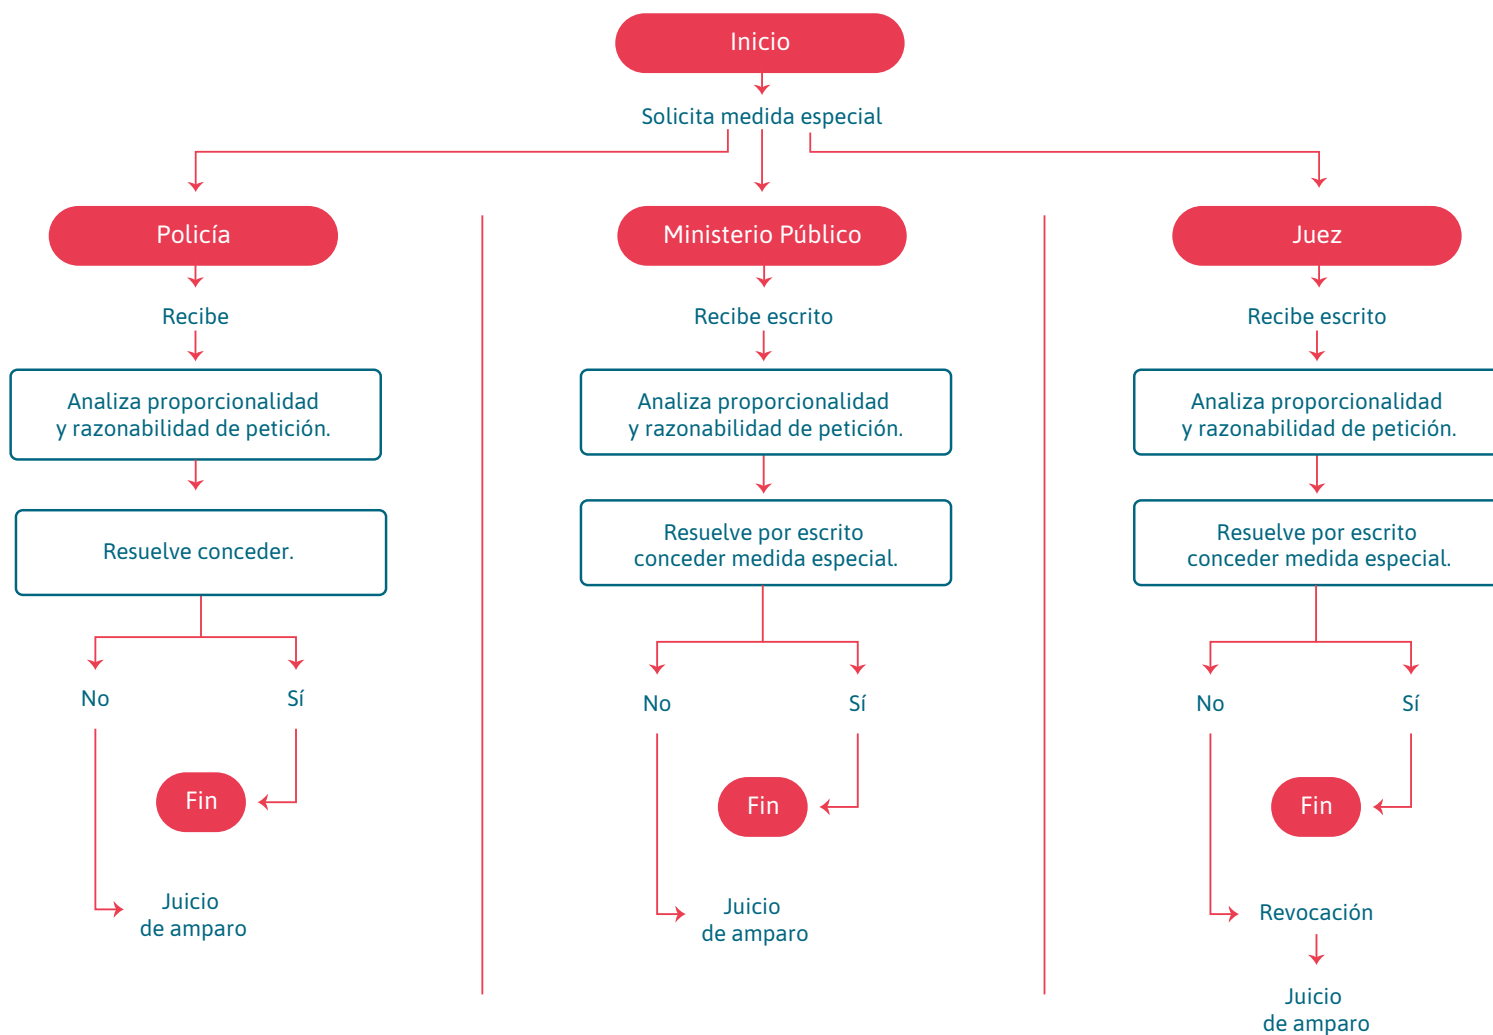 Inicio
Solicita medida especial
Policía
Recibe
Analiza proporcionalidad
y razonabilidad de petición.
Resuelve conceder.
No
Sí
Fin
Juicio
de amparo
Ministerio Público
Recibe escrito
Analiza proporcionalidad
y razonabilidad de petición.
Resuelve por escrito
conceder medida especial.
No
Sí
Fin
Juicio
de amparo
Juez
Recibe escrito
Analiza proporcionalidad
y razonabilidad de petición.
Resuelve por escrito
conceder medida especial.
No
Sí
Fin
Revocación
Juicio
de amparo